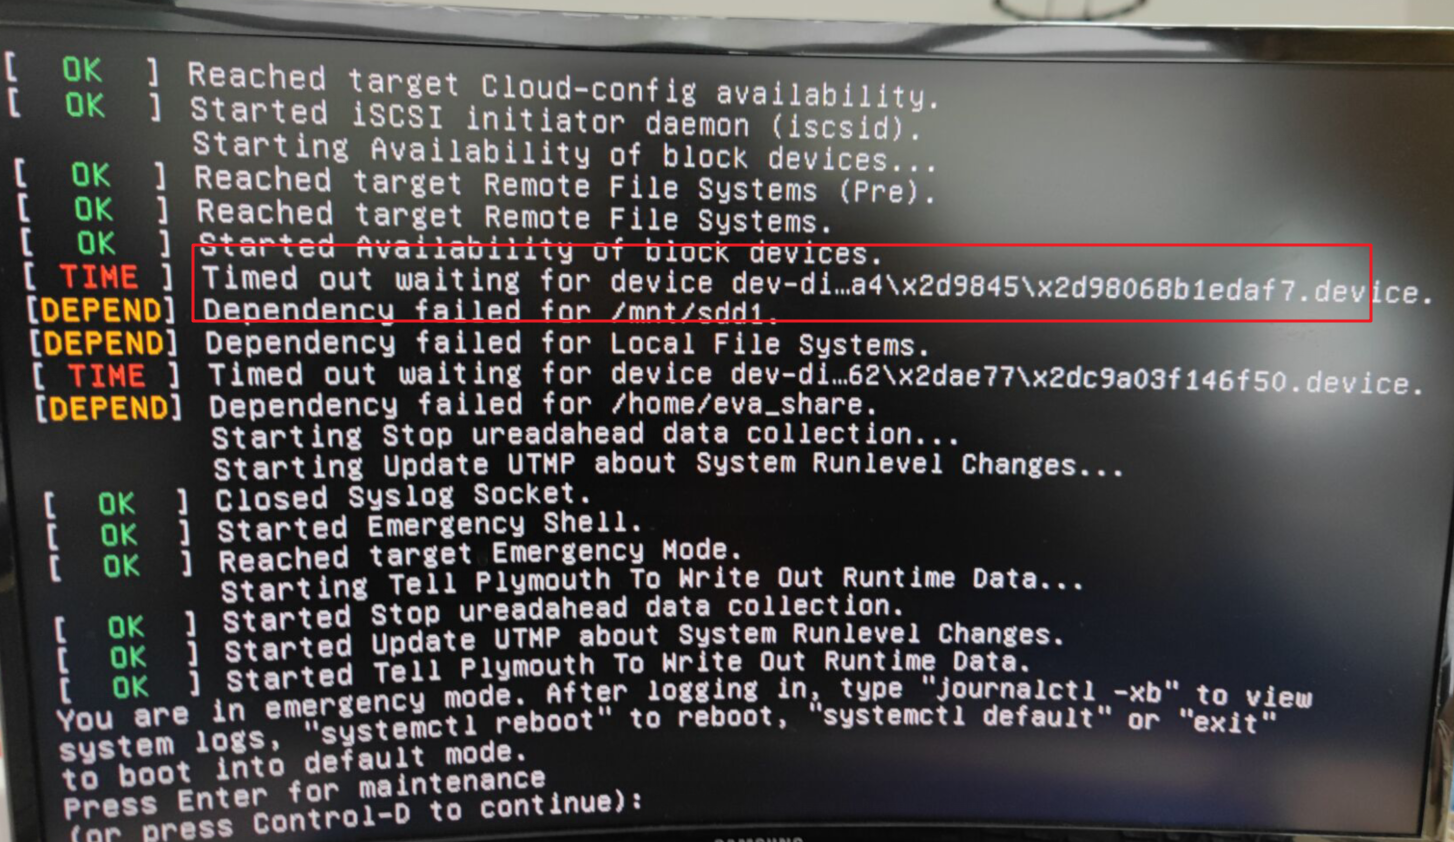 [ OK ] Reached target Cloud-config availability.
[ OK ] Started iSCSI initiator daemon (iscsid).
Starting Availability of block devices...
[ OK ] Reached target Remote File Systems (Pre).
[ OK ] Reached target Remote File Systems.
[ OK ] Started Availability of block devices.
[ TIME ] Timed out waiting for device dev-di…a4\x2d9845\x2d98068b1edaf7.device.
[DEPEND] Dependency failed for /mnt/sdd1.
[DEPEND] Dependency failed for Local File Systems.
[ TIME ] Timed out waiting for device dev-di…62\x2dae77\x2dc9a03f146f50.device.
[DEPEND] Dependency failed for /home/eva_share.
Starting Stop ureadahead data collection...
Starting Update UTMP about System Runlevel Changes...
[ OK ] Closed Syslog Socket.
[ OK ] Started Emergency Shell.
[ OK ] Reached target Emergency Mode.
Starting Tell Plymouth To Write Out Runtime Data...
[ OK ] Started Stop ureadahead data collection.
[ OK ] Started Update UTMP about System Runlevel Changes.
[ OK ] Started Tell Plymouth To Write Out Runtime Data.
You are in emergency mode. After logging in, type "journalctl -xb" to view
system logs, "systemctl reboot" to reboot, "systemctl default" or "exit"
to boot into default mode.
Press Enter for maintenance
(or press Control-D to continue):
SAMSUNG